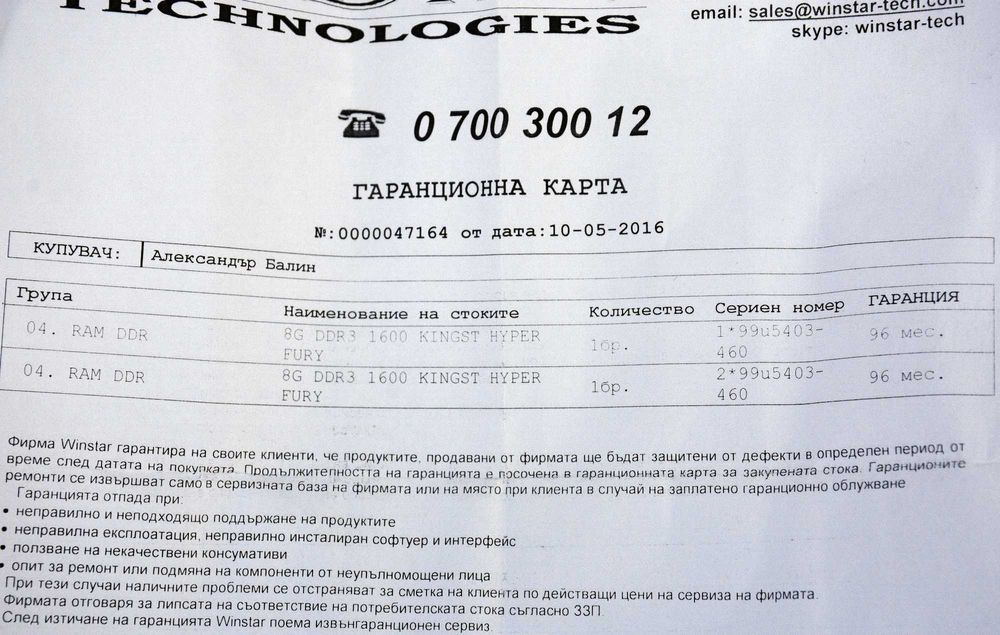 TECHNOLOGIES
email: sales@winstar-tech.com
skype: winstar-tech
0 700 300 12
ГАРАНЦИОННА КАРТА
№:0000047164 от дата:10-05-2016
КУПУВАЧ: Александър Балин
Група Наименование на стоките Количество Сериен номер ГАРАНЦИЯ
04. RAM DDR 8G DDR3 1600 KINGST HYPER FURY 1бр. 1*99u5403-460 96 мес.
04. RAM DDR 8G DDR3 1600 KINGST HYPER FURY 1бр. 2*99u5403-460 96 мес.
Фирма Winstar гарантира на своите клиенти, че продуктите, продавани от фирмата ще бъдат защитени от дефекти в определен период от
време след датата на покупката. Продължителността на гаранцията е посочена в гаранционната карта за закупената стока. Гаранционите
ремонти се извършват само в сервизната база на фирмата или на място при клиента в случай на заплатено гаранционно облужване
Гаранцията отпада при:
• неправилно и неподходящо поддържане на продуктите
• неправилна експлоатация, неправилно инсталиран софтуер и интерфейс
• ползване на некачествени консумативи
• опит за ремонт или подмяна на компоненти от неупълномощени лица
При тези случаи наличните проблеми се отстраняват за сметка на клиента по действащи цени на сервиза на фирмата.
Фирмата отговаря за липсата на съответствие на потребителската стока съгласно ЗЗП.
След изтичане на гаранцията Winstar поема извънгаранционен сервиз.